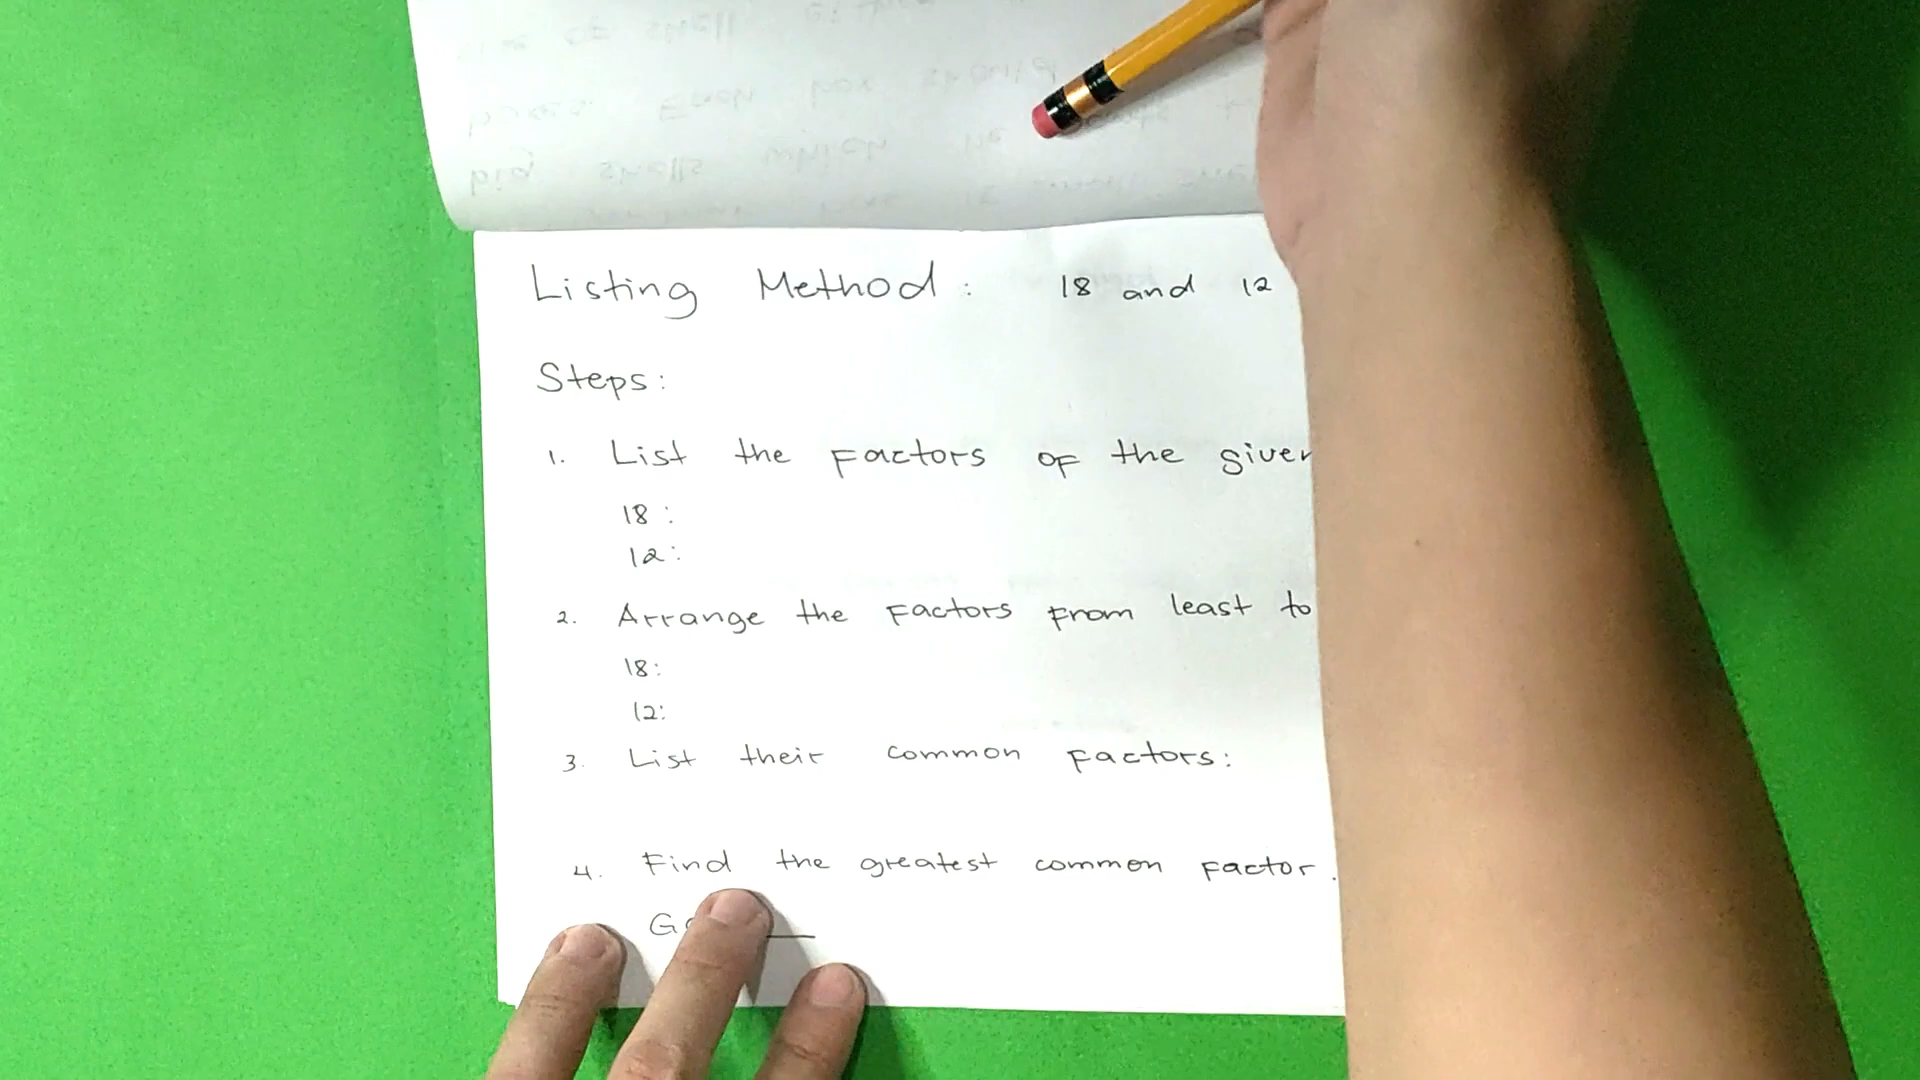 Listing Method: 18 and 12
Steps:
1. List the factors of the
18:
12:
2. Arrange the factors from least to
18:
12:
3. List their common factors:
4. Find the greatest common factor.